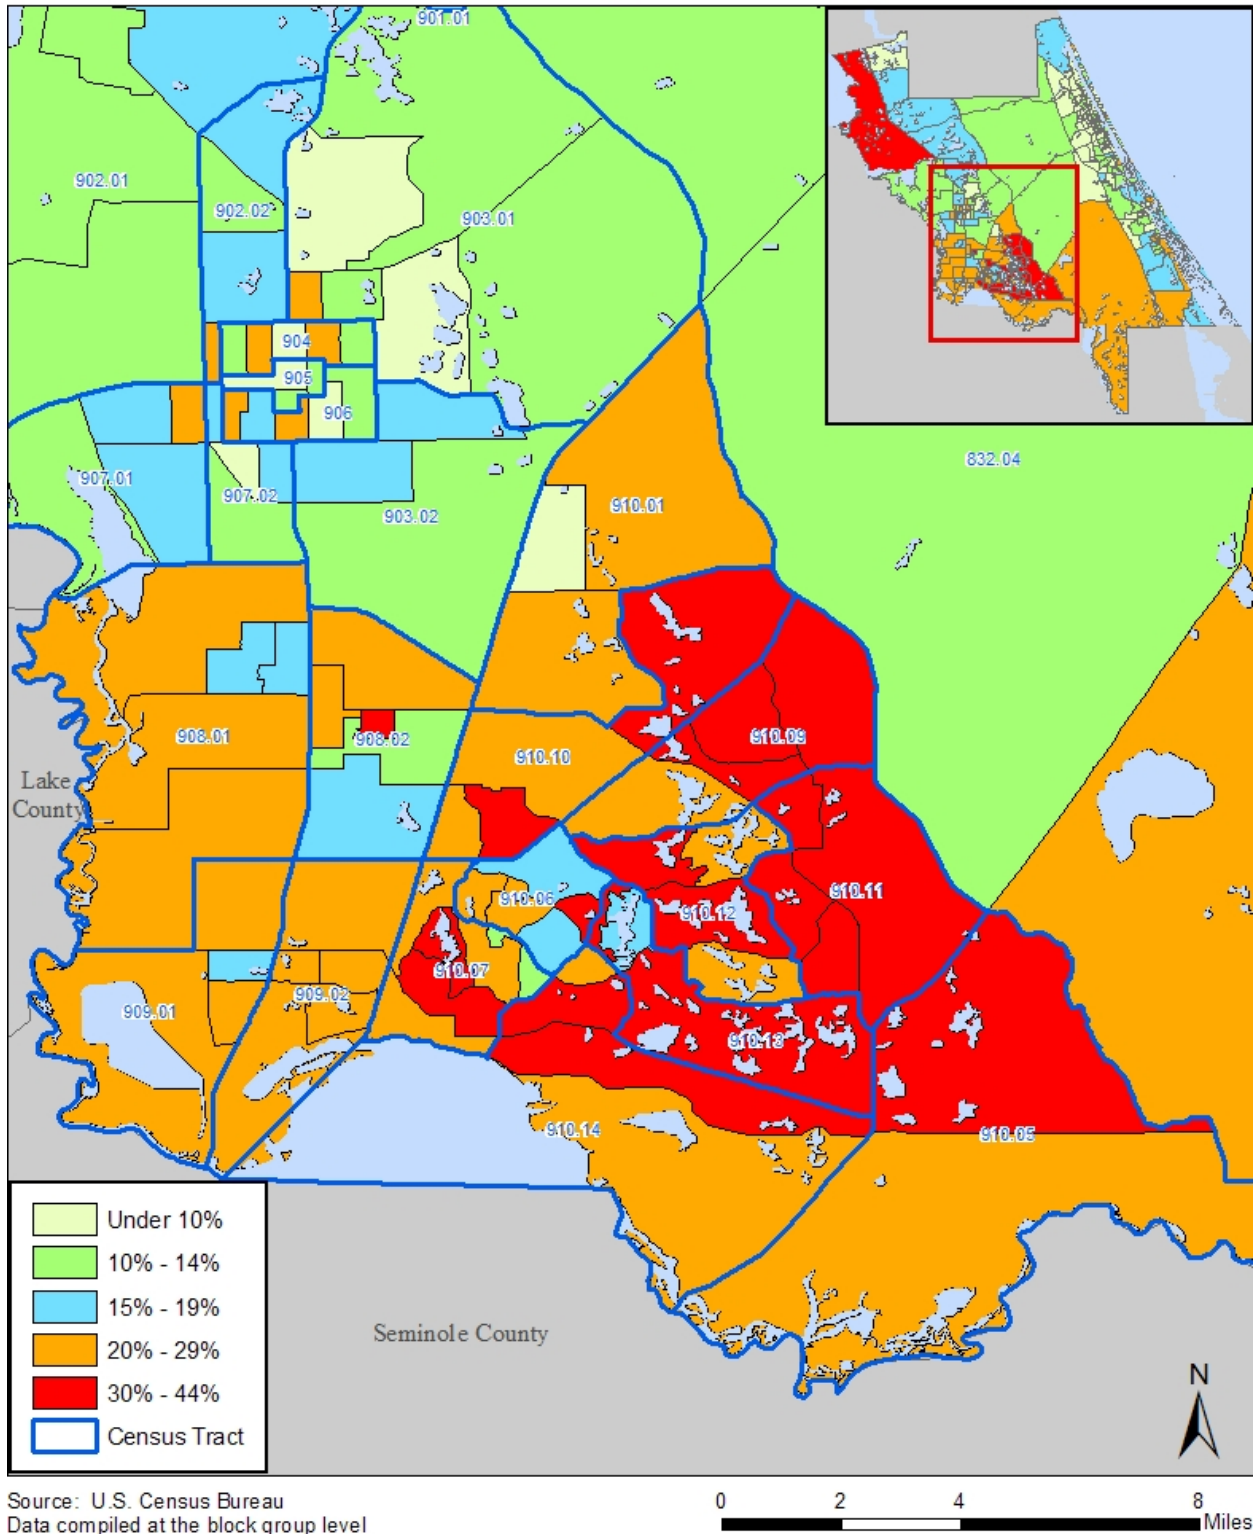 901.01
902.01
902.02
903.01
904
905
906
907.01
907.02
903.02
832.04
910.01
908.01
908.02
910.10
910.09
Lake
County
910.06
910.12
910.11
910.07
909.01
909.02
910.13
910.14
910.05
Under 10%
10% - 14%
15% - 19%
20% - 29%
30% - 44%
Census Tract
Seminole County
N
Source: U.S. Census Bureau
Data compiled at the block group level
0 2 4 8
Miles